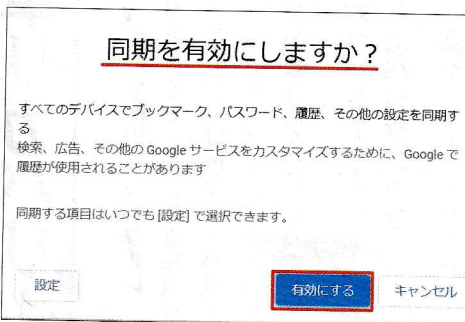 同期を有効にしますか？
すべてのデバイスでブックマーク、パスワード、履歴、その他の設定を同期す
る
検索、広告、その他の Google サービスをカスタマイズするために、Google で
履歴が使用されることがあります
同期する項目はいつでも [設定] で選択できます。
設定
有効にする
キャンセル